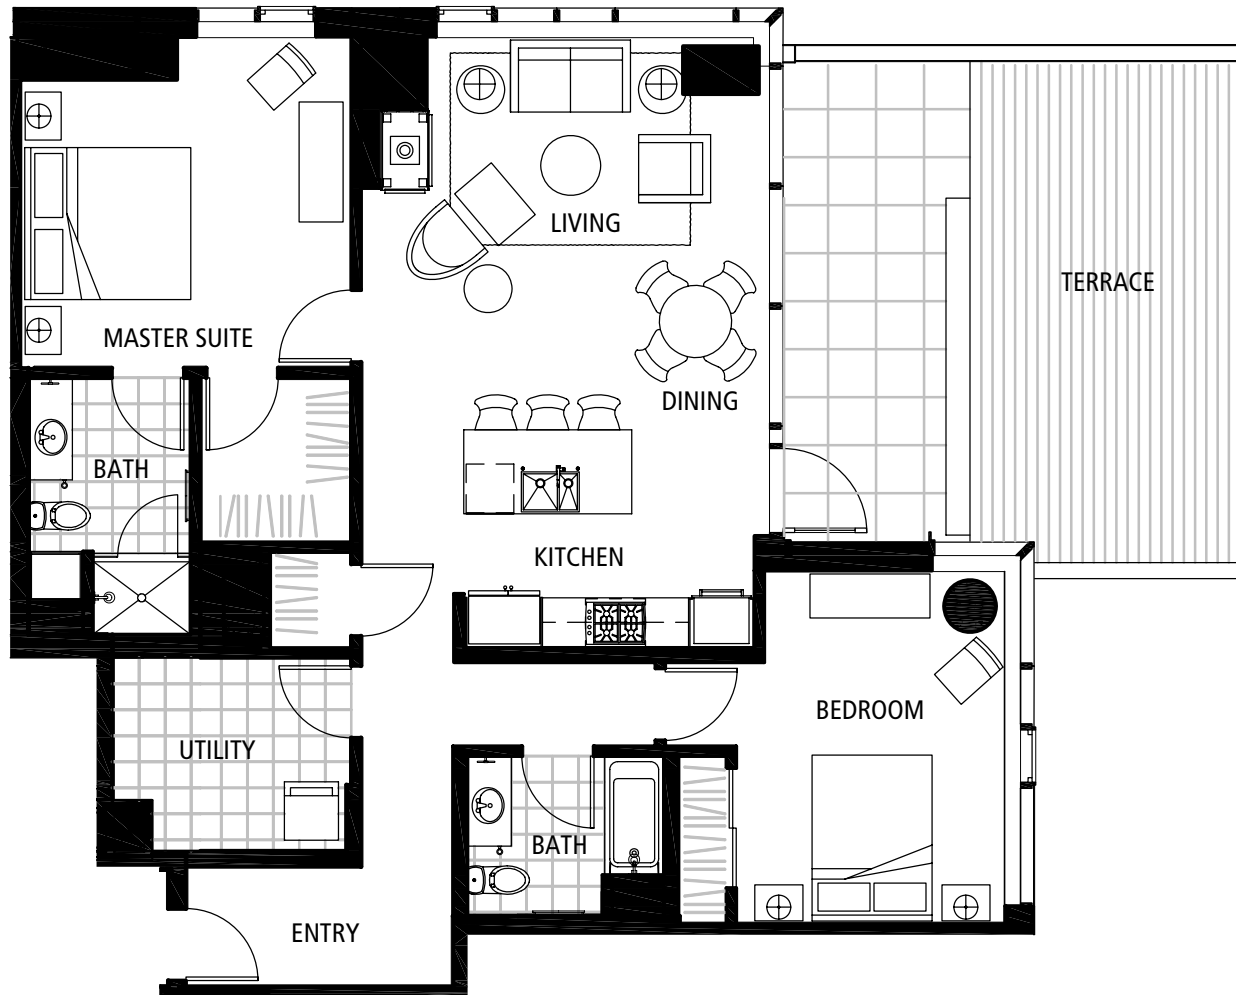 LIVING
TERRACE
MASTER SUITE
DINING
BATH
KITCHEN
BEDROOM
UTILITY
BATH
ENTRY